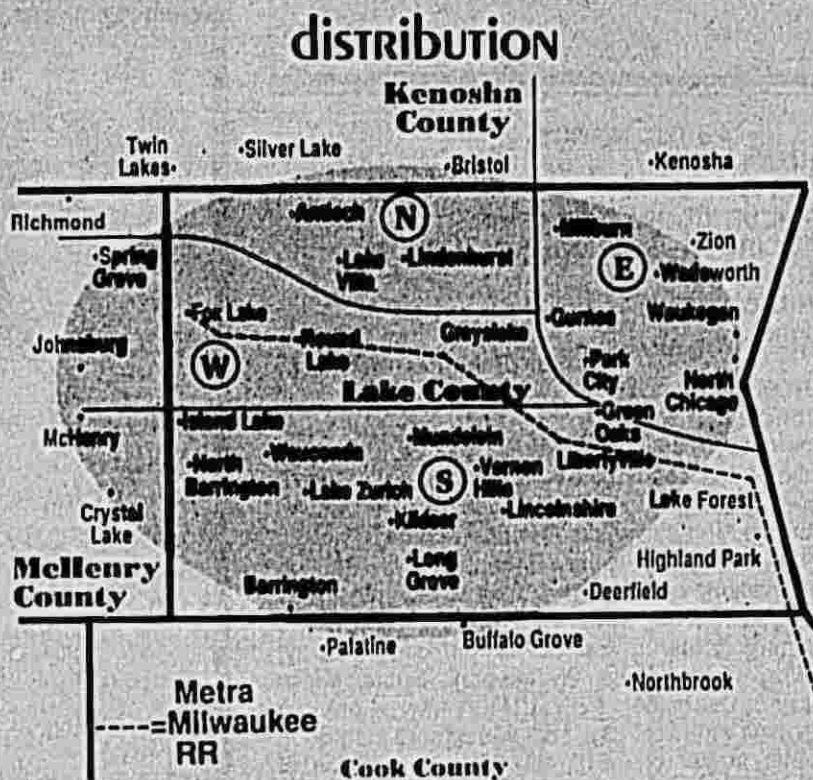 distribution
Kenosha
County
Twin
Lakes
Silver Lake
Bristol
Kenosha
Richmond
Antioch
N
Millburn
Zion
Spring
Grove
Lake
Villa
Lindenhurst
E
Wadsworth
Fox Lake
Gurnee
Waukegan
Johnsburg
Round
Lake
Grayslake
W
Park
City
Lake County
North
Chicago
McHenry
Island Lake
Green
Oaks
Mundelein
Wauconda
North
Barrington
Lake Zurich
S
Vernon
Hills
Libertyville
Crystal
Lake
Kildeer
Lincolnshire
Lake Forest
McHenry
County
Barrington
Long
Grove
Highland Park
Deerfield
Palatine
Buffalo Grove
Northbrook
Metra
=Milwaukee
RR
Cook County